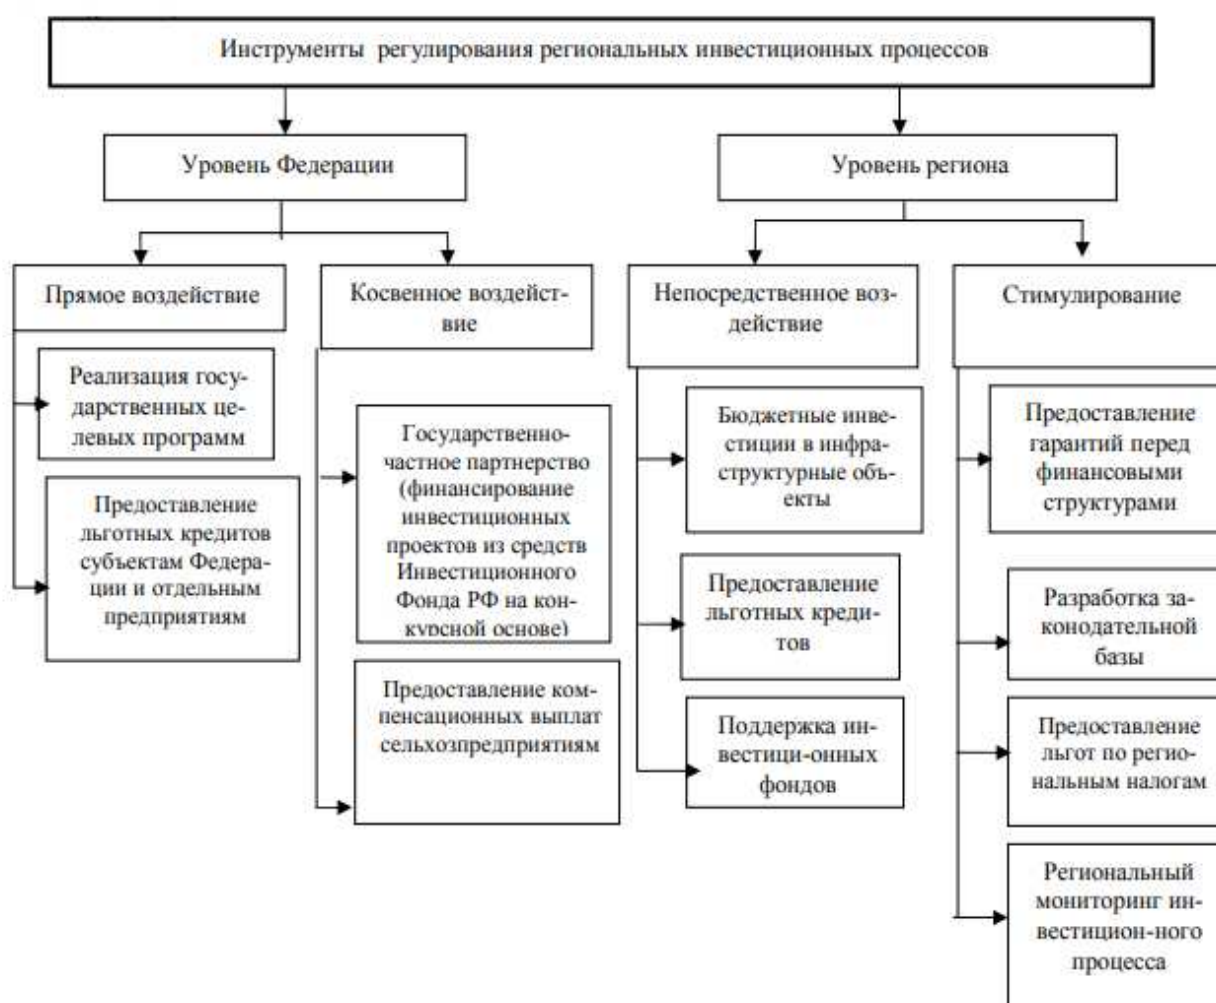 Инструменты регулирования региональных инвестиционных процессов
Уровень Федерации
Уровень региона
Прямое воздействие
Косвенное воздейст-
вие
Непосредственное воз-
действие
Стимулирование
Реализация госу-
дарственных це-
левых программ
Предоставление
льготных кредитов
субъектам Федера-
ции и отдельным
предприятиям
Государственно-
частное партнерство
(финансирование
инвестиционных
проектов из средств
Инвестиционного
Фонда РФ на кон-
курсной основе)
Предоставление ком-
пенсационных выплат
сельхозпредприятиям
Бюджетные инве-
стиции в инфра-
структурные объ-
екты
Предоставление
льготных креди-
тов
Поддержка ин-
вестици-онных
фондов
Предоставление
гарантий перед
финансовыми
структурами
Разработка за-
конодательной
базы
Предоставление
льгот по регио-
нальным налогам
Региональный
мониторинг ин-
вестицион-ного
процесса